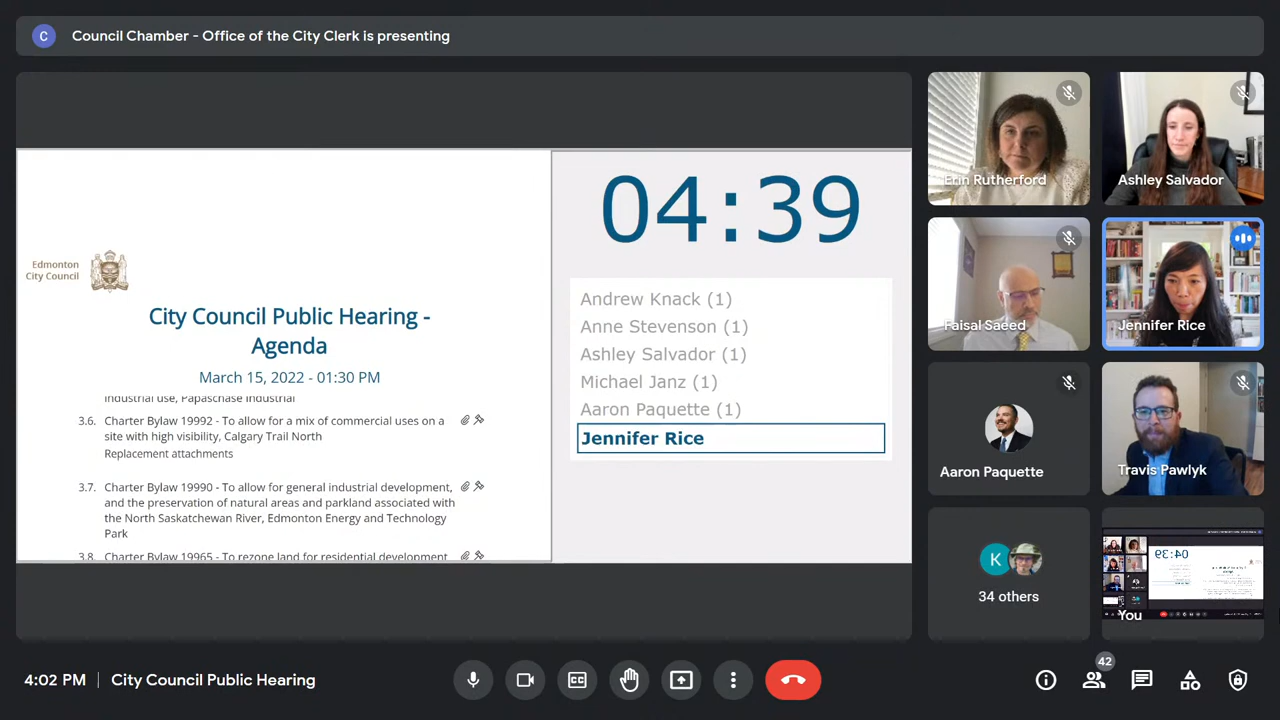 C
Council Chamber - Office of the City Clerk is presenting
Edmonton
City Council
City Council Public Hearing -
Agenda
March 15, 2022 - 01:30 PM
industrial use, Papaschase Industrial
3.6. Charter Bylaw 19992 - To allow for a mix of commercial uses on a
site with high visibility, Calgary Trail North
Replacement attachments
3.7. Charter Bylaw 19990 - To allow for general industrial development,
and the preservation of natural areas and parkland associated with
the North Saskatchewan River, Edmonton Energy and Technology
Park
3.8. Charter Bylaw 19965 - To rezone land for residential development
04:39
Andrew Knack (1)
Anne Stevenson (1)
Ashley Salvador (1)
Michael Janz (1)
Aaron Paquette (1)
Jennifer Rice
Erin Rutherford
Ashley Salvador
Faisal Saeed
Jennifer Rice
Aaron Paquette
Travis Pawlyk
K
34 others
04:39
You
4:02 PM | City Council Public Hearing
42